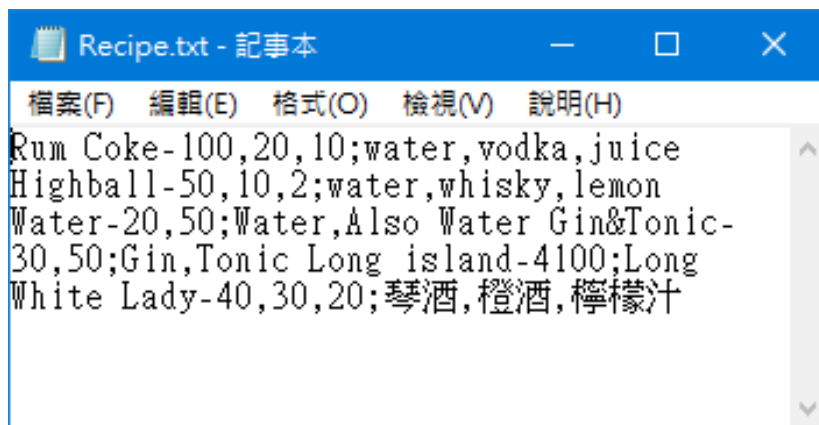 Recipe.txt - 記事本
檔案(F) 編輯(E) 格式(O) 檢視(V) 說明(H)
Rum Coke-100,20,10;water,vodka,juice
Highball-50,10,2;water,whisky,lemon
Water-20,50;Water,Also Water Gin&Tonic-
30,50;Gin,Tonic Long island-4100;Long
White Lady-40,30,20;琴酒,橙酒,檸檬汁